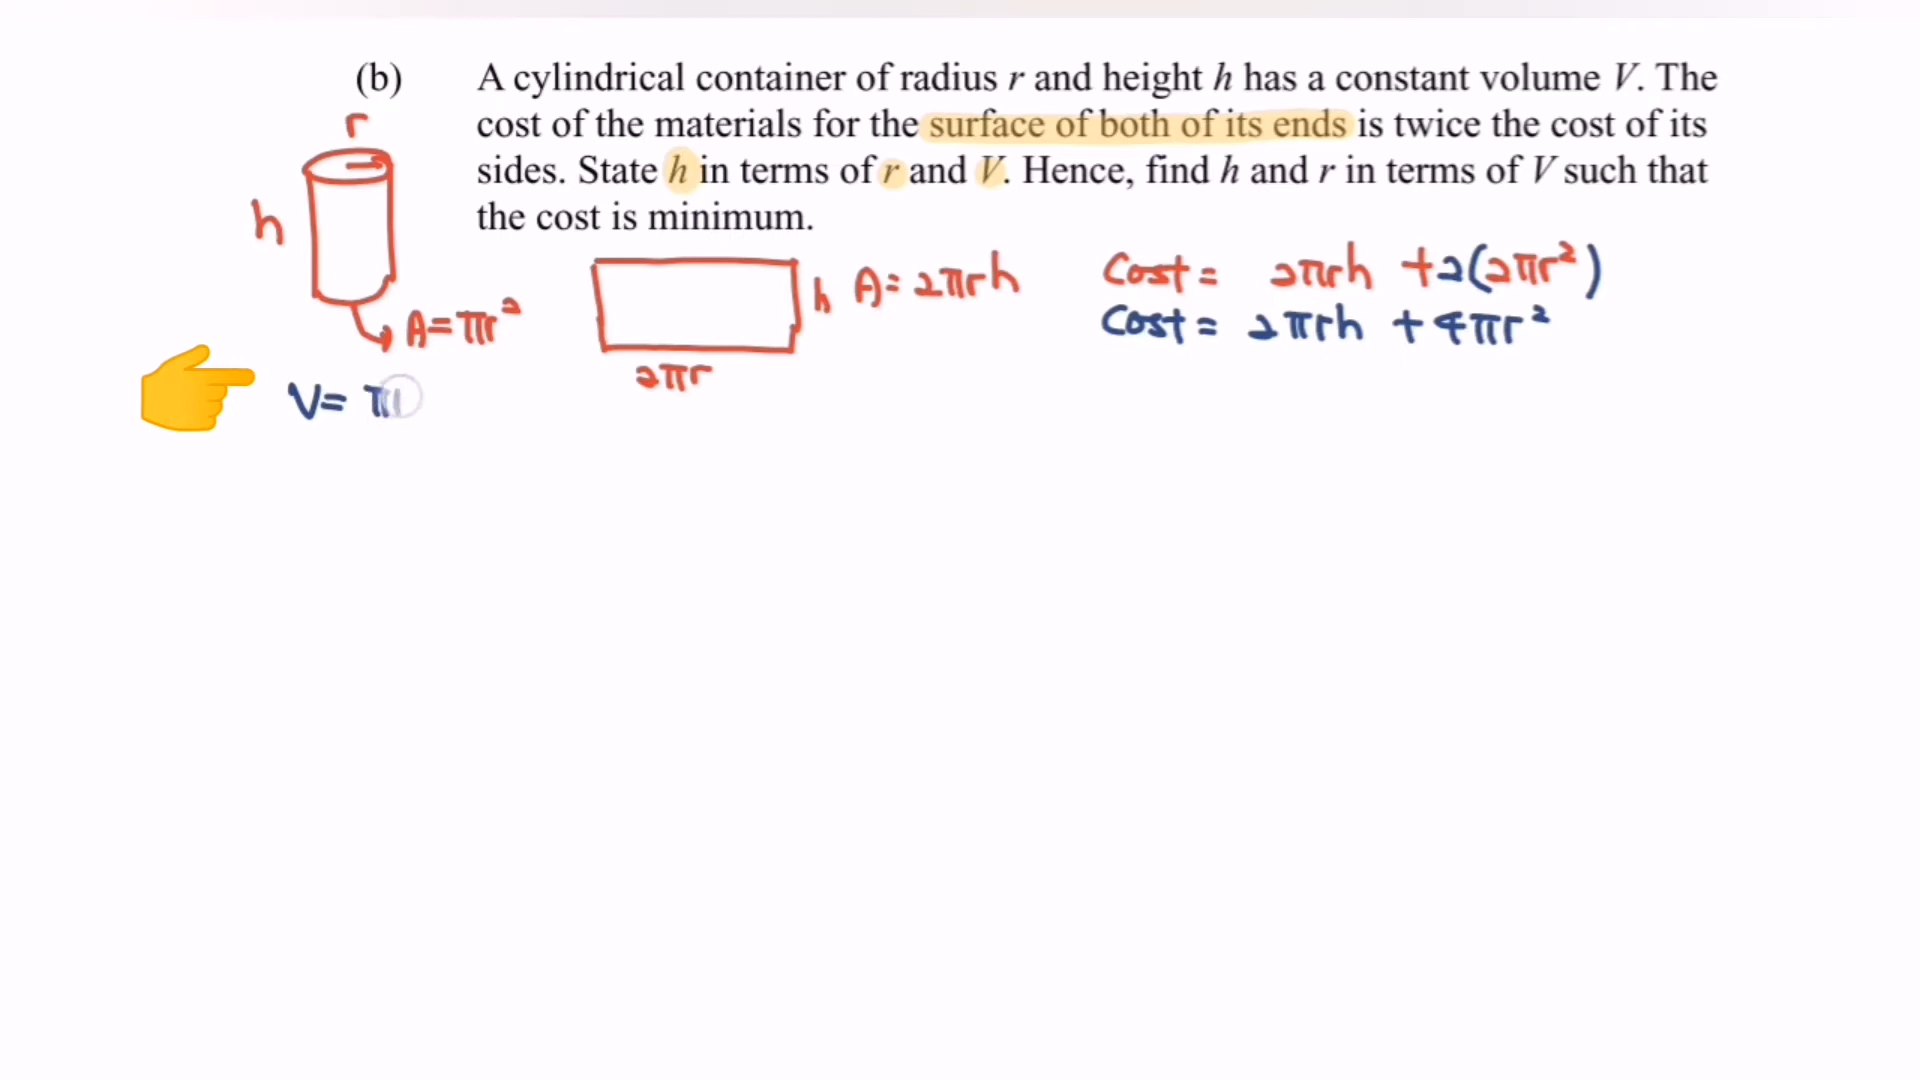 (b) A cylindrical container of radius r and height h has a constant volume V. The
cost of the materials for the surface of both of its ends is twice the cost of its
sides. State h in terms of r and V. Hence, find h and r in terms of V such that
the cost is minimum.
r
h
A = πr²
h
2πr
A = 2πrh
Cost = 2πrh + 2(2πr²)
Cost = 2πrh + 4πr²
V = π